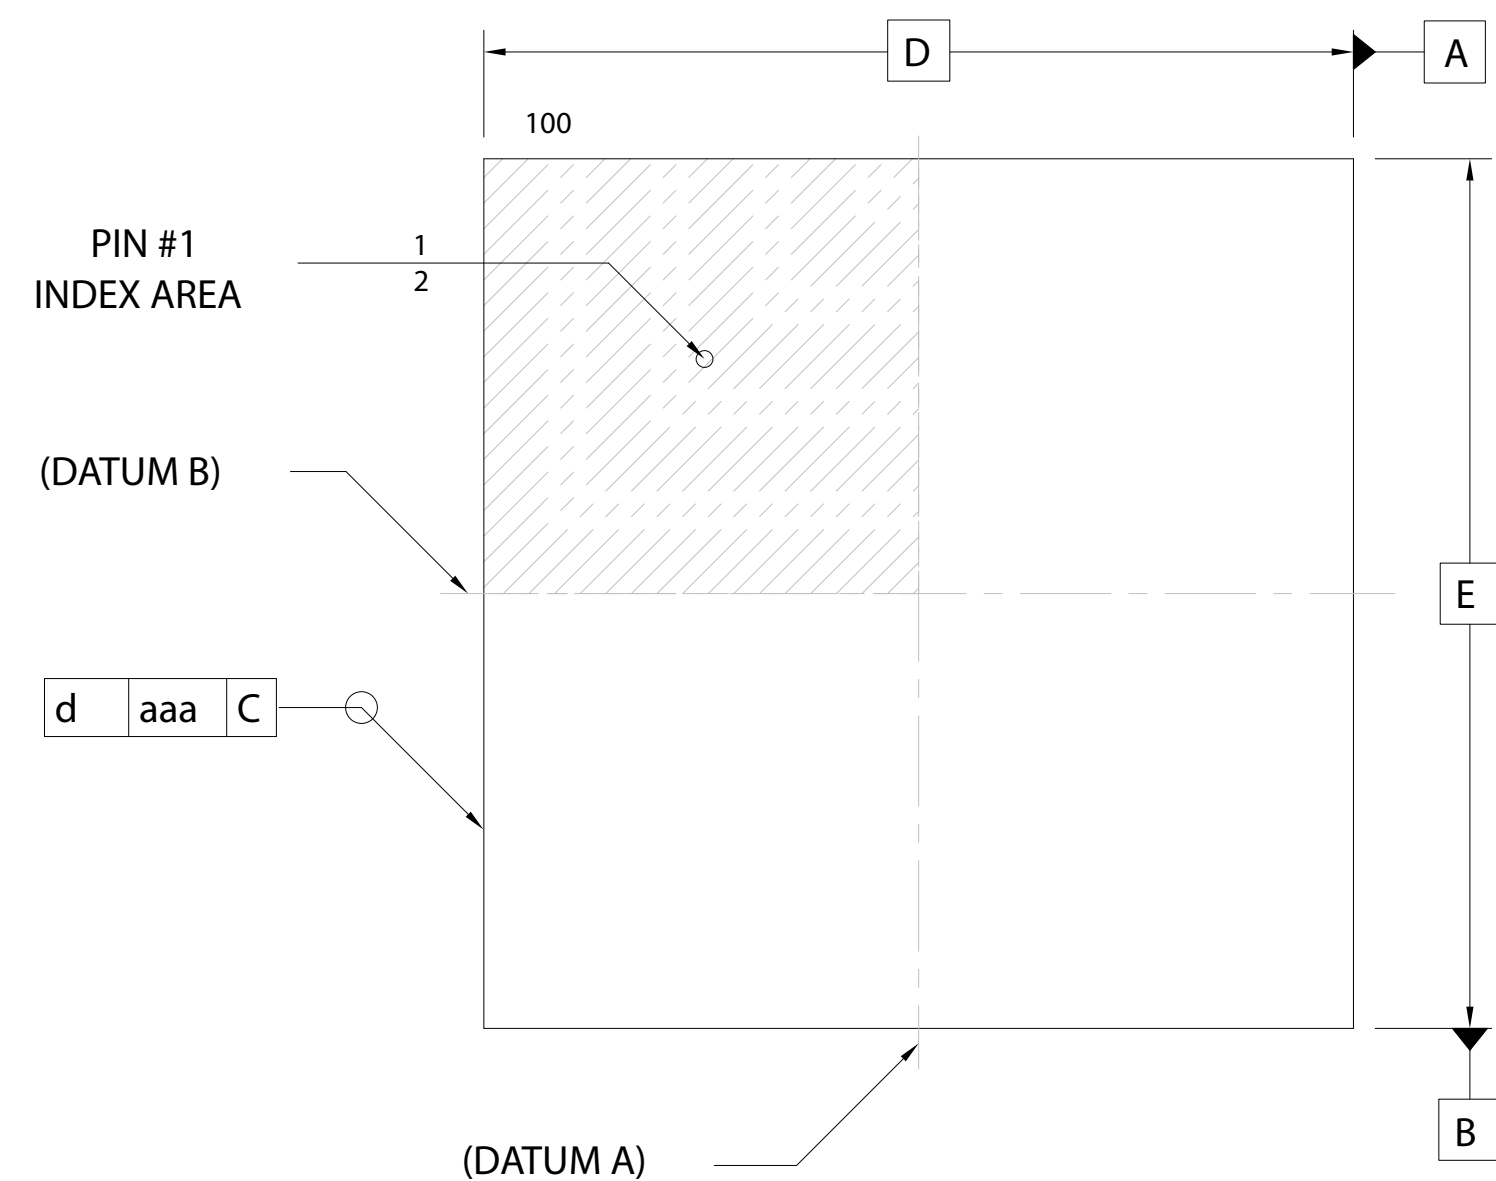 D
A
100
PIN #1
INDEX AREA
1
2
(DATUM B)
E
d aaa C
B
(DATUM A)